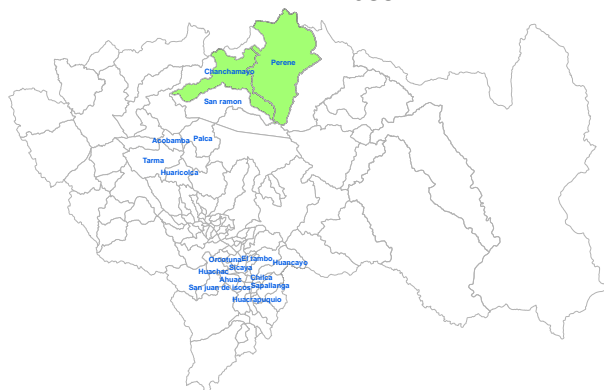 Perene
Chanchamayo
San ramon
Acobamba
Palca
Tarma
Huaricolca
Orcotuna
El tambo
Huancayo
Sicaya
Huachac
Ahuac
Chilca
San juan de iscos
Sapallanga
Huacrapuquio